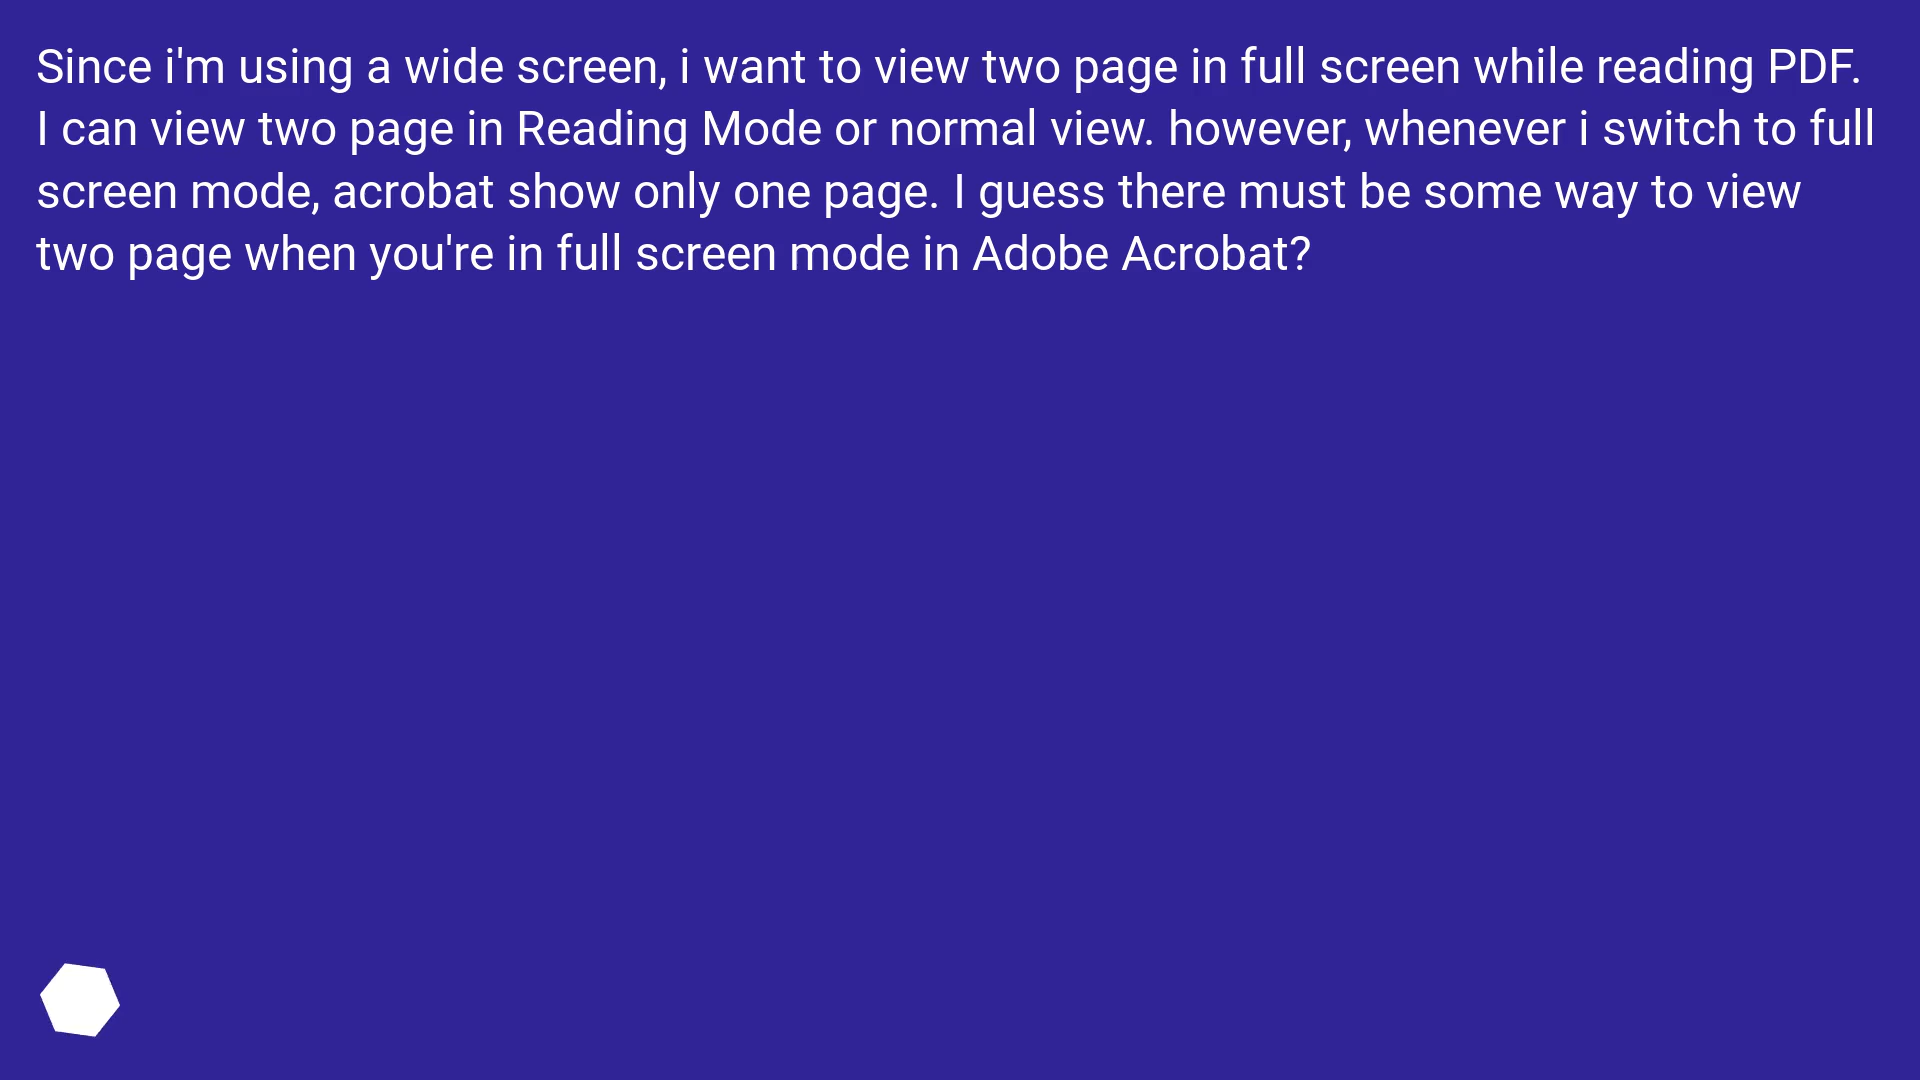 Since i'm using a wide screen, i want to view two page in full screen while reading PDF.
I can view two page in Reading Mode or normal view. however, whenever i switch to full
screen mode, acrobat show only one page. I guess there must be some way to view
two page when you're in full screen mode in Adobe Acrobat?